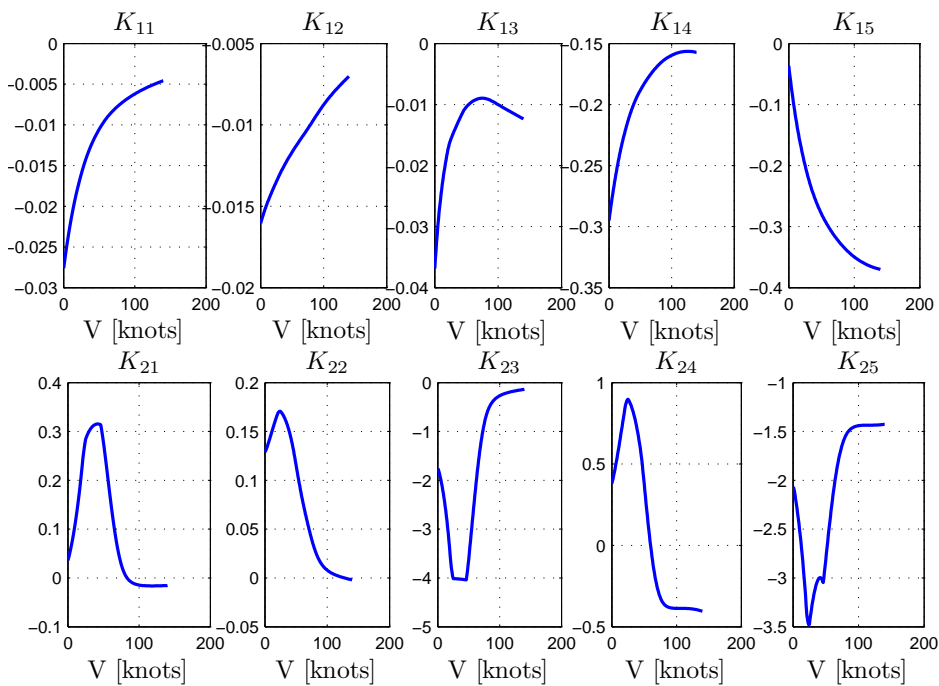 K₁₁ K₁₂ K₁₃ K₁₄ K₁₅
0 -0.005 -0.01 -0.015 -0.02 -0.025 -0.03
-0.005 -0.01 -0.015 -0.02
0 -0.01 -0.02 -0.03 -0.04
-0.15 -0.2 -0.25 -0.3 -0.35
0 -0.1 -0.2 -0.3 -0.4
0 100 200 0 100 200 0 100 200 0 100 200 0 100 200
V [knots] V [knots] V [knots] V [knots] V [knots]
K₂₁ K₂₂ K₂₃ K₂₄ K₂₅
0.4 0.3 0.2 0.1 0 -0.1
0.2 0.15 0.1 0.05 0 -0.05
0 -1 -2 -3 -4 -5
1 0.5 0 -0.5
-1 -1.5 -2 -2.5 -3 -3.5
0 100 200 0 100 200 0 100 200 0 100 200 0 100 200
V [knots] V [knots] V [knots] V [knots] V [knots]